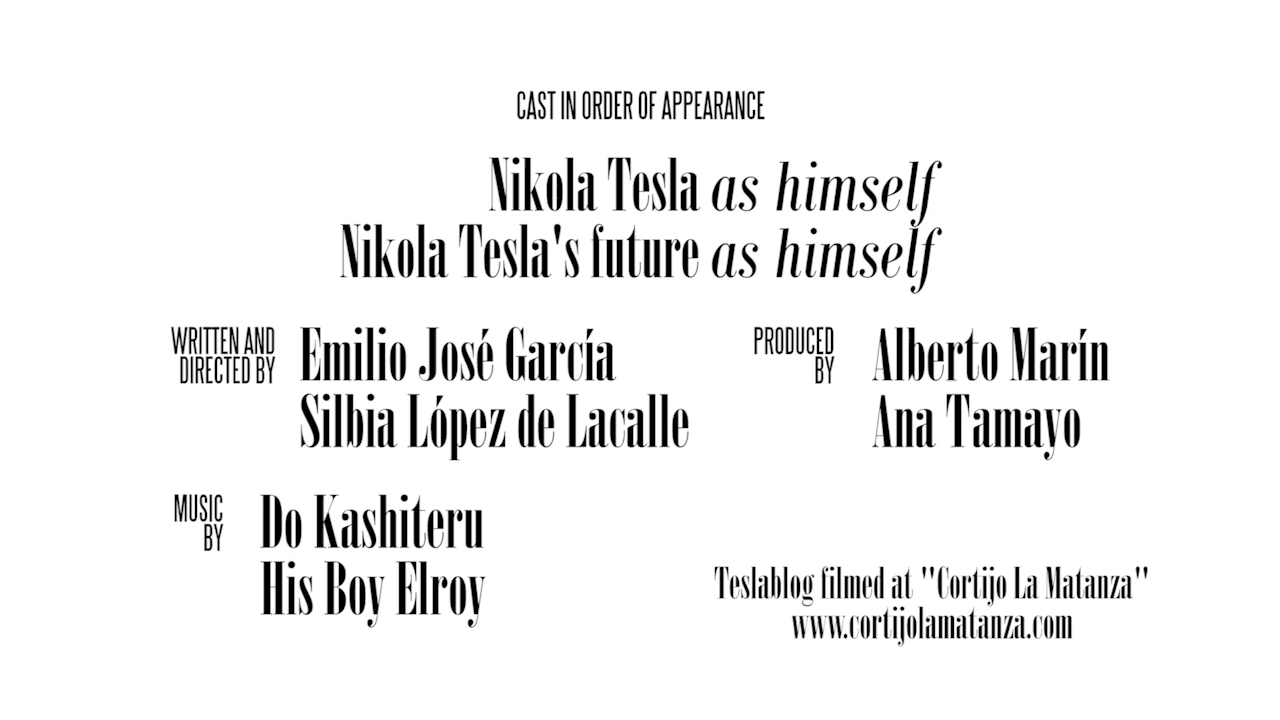 CAST IN ORDER OF APPEARANCE
Nikola Tesla as himself
Nikola Tesla's future as himself
WRITTEN AND
DIRECTED BY
Emilio José García
Silbia López de Lacalle
PRODUCED
BY
Alberto Marín
Ana Tamayo
MUSIC
BY
Do Kashiteru
His Boy Elroy
Teslablog filmed at "Cortijo La Matanza"
www.cortijolamatanza.com